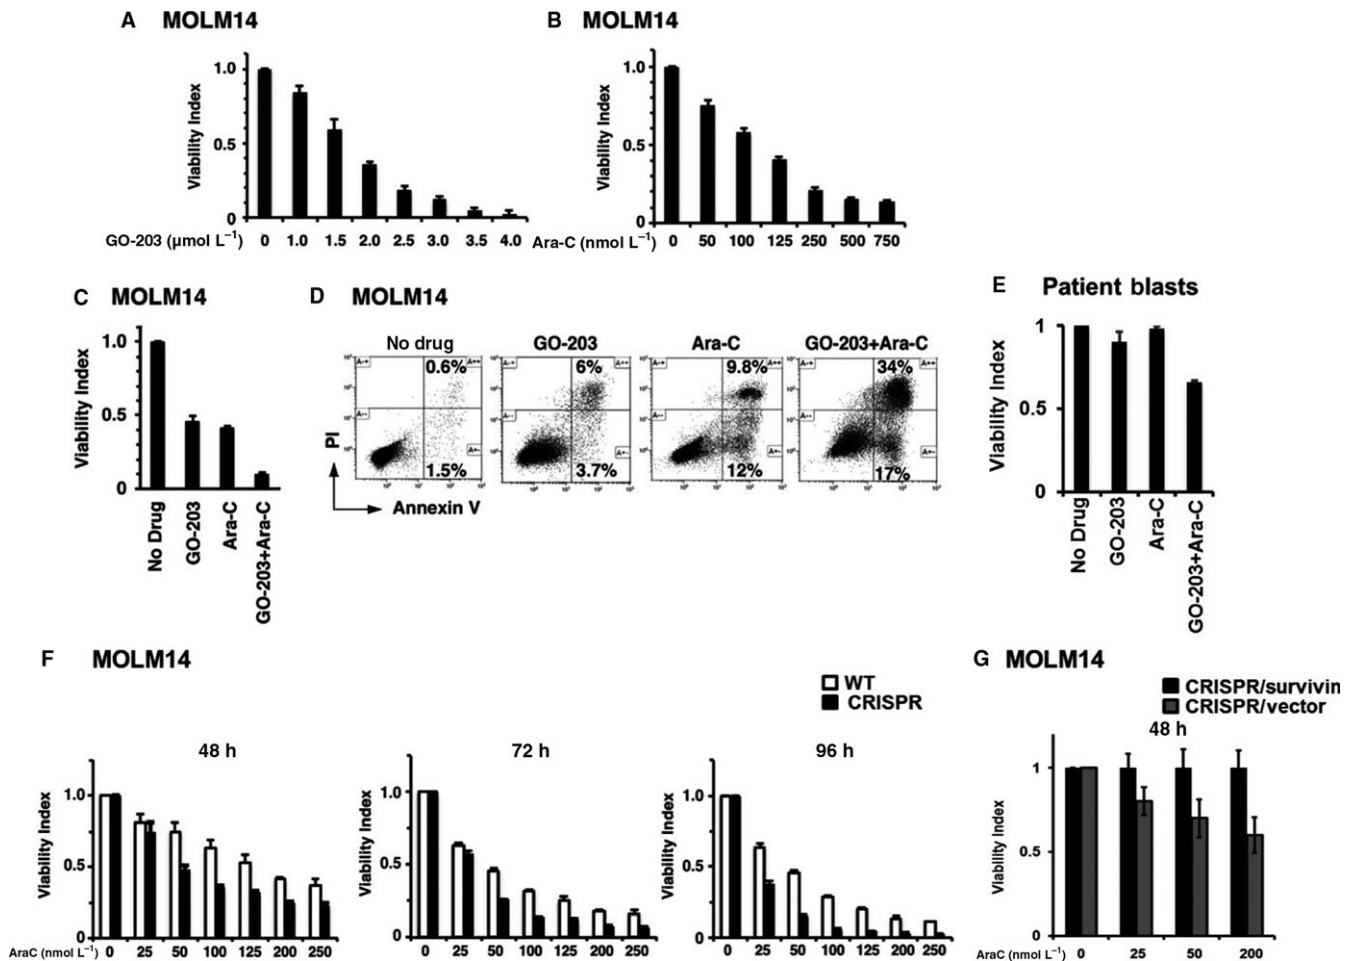 A MOLM14
Viability Index
1.0
0.5
0
GO-203 (µmol L⁻¹) 0 1.0 1.5 2.0 2.5 3.0 3.5 4.0
B MOLM14
Viability Index
1.0
0.5
0
Ara-C (nmol L⁻¹) 0 50 100 125 250 500 750
C MOLM14
Viability Index
1.0
0.5
0
No Drug
GO-203
Ara-C
GO-203+Ara-C
D MOLM14
No drug GO-203 Ara-C GO-203+Ara-C
0.6% 6% 9.8% 34%
1.5% 3.7% 12% 17%
PI
Annexin V
E Patient blasts
Viability Index
1
0.5
0
No Drug
GO-203
Ara-C
GO-203+Ara-C
F MOLM14
WT
CRISPR
48 h
Viability Index
1.0
0.5
0
AraC (nmol L⁻¹) 0 25 50 100 125 200 250
72 h
Viability Index
1.0
0.5
0
0 25 50 100 125 200 250
96 h
Viability Index
1.0
0.5
0
0 25 50 100 125 200 250
G MOLM14
CRISPR/survivin
CRISPR/vector
48 h
Viability Index
1
0.5
0
AraC (nmol L⁻¹) 0 25 50 200